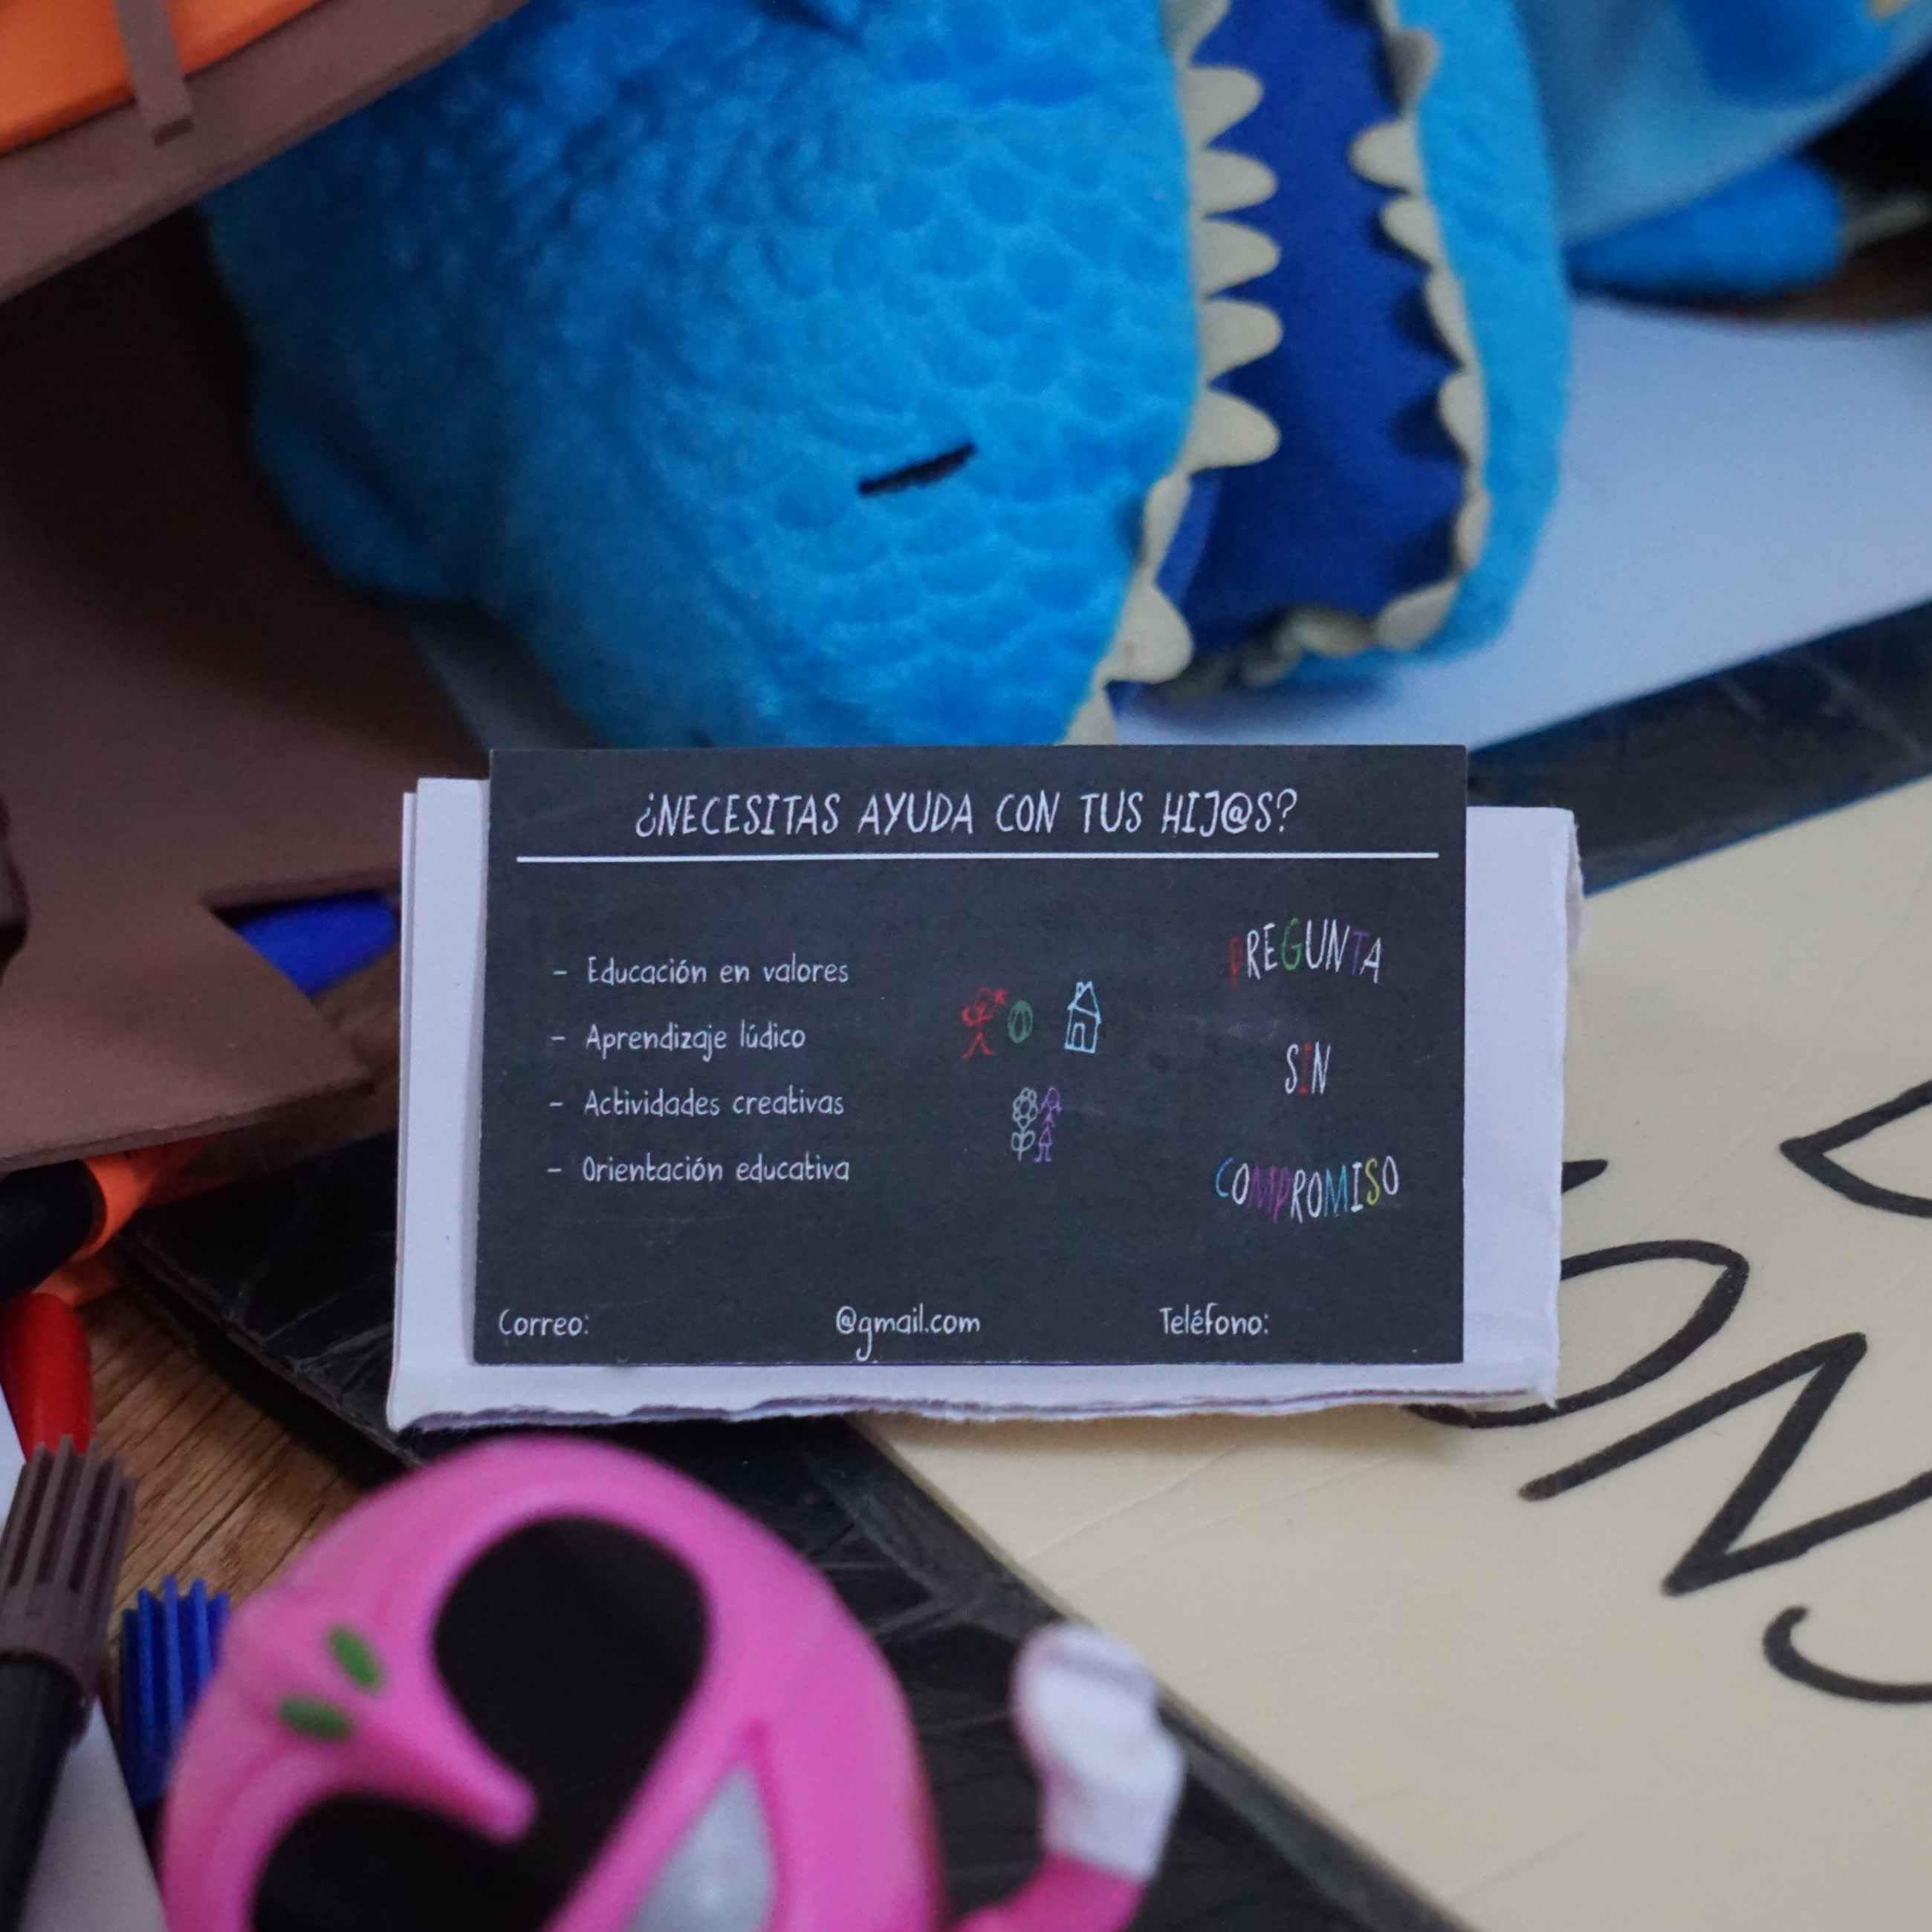 ¿NECESITAS AYUDA CON TUS HIJ@S?
- Educación en valores
- Aprendizaje lúdico
- Actividades creativas
- Orientación educativa
PREGUNTA
SIN
COMPROMISO
Correo: @gmail.com Teléfono: